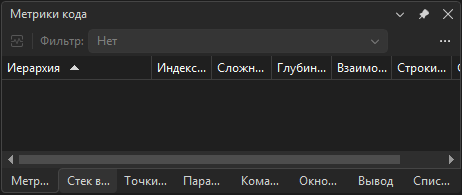 Метрики кода
Фильтр: Нет
Иерархия Индекс... Сложн... Глубин... Взаимо... Строки...
Метр... Стек в... Точки... Пара... Кома... Окно... Вывод Спис...